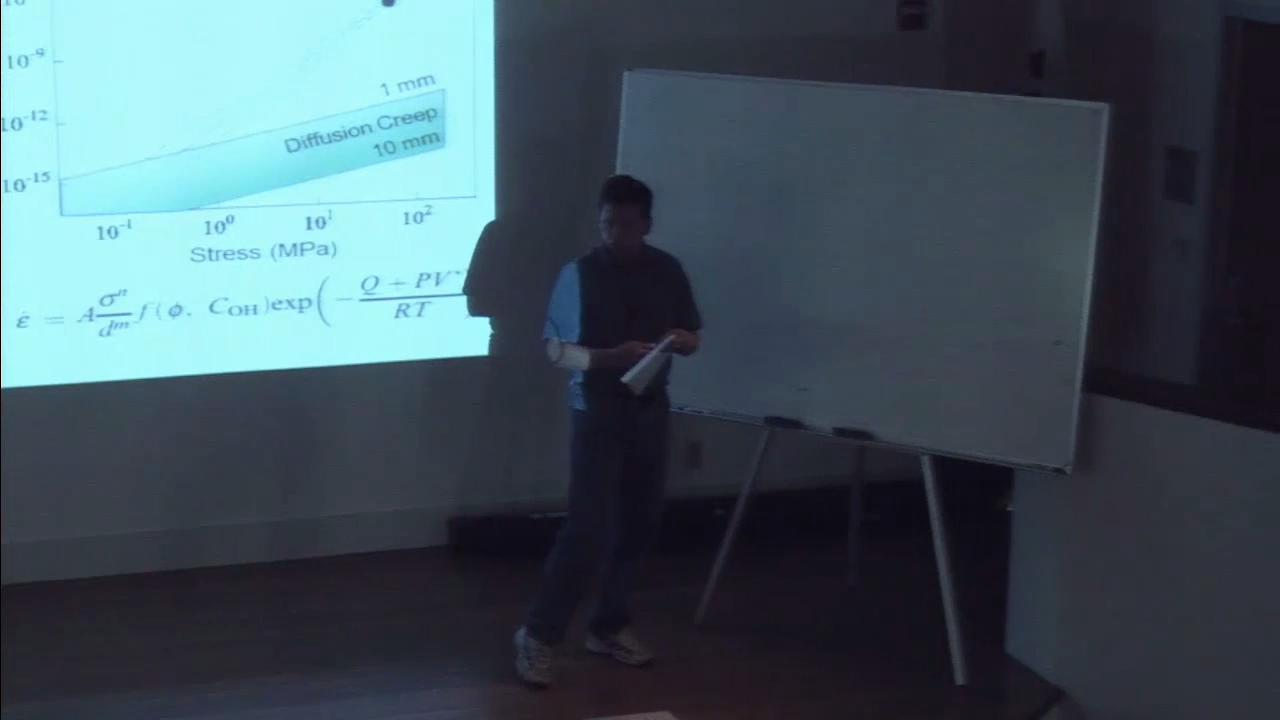 10⁻⁹
1 mm
10⁻¹²
Diffusion Creep
10 mm
10⁻¹⁵
10⁻¹ 10⁰ 10¹ 10²
Stress (MPa)
ε̇ = A σⁿ/dᵐ f(ϕ, C_OH)exp(− (Q + PV*)/RT